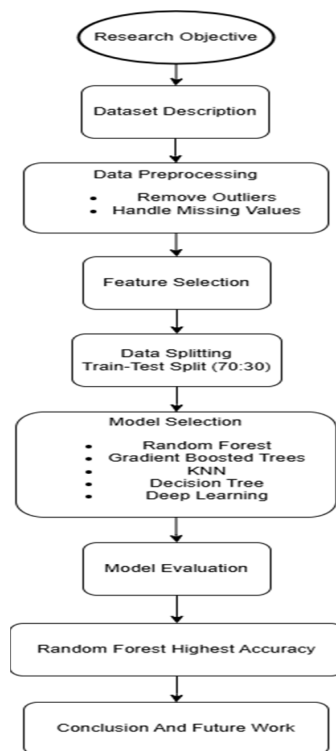 Research Objective
Dataset Description
Data Preprocessing
• Remove Outliers
• Handle Missing Values
Feature Selection
Data Splitting
Train-Test Split (70:30)
Model Selection
• Random Forest
• Gradient Boosted Trees
• KNN
• Decision Tree
• Deep Learning
Model Evaluation
Random Forest Highest Accuracy
Conclusion And Future Work